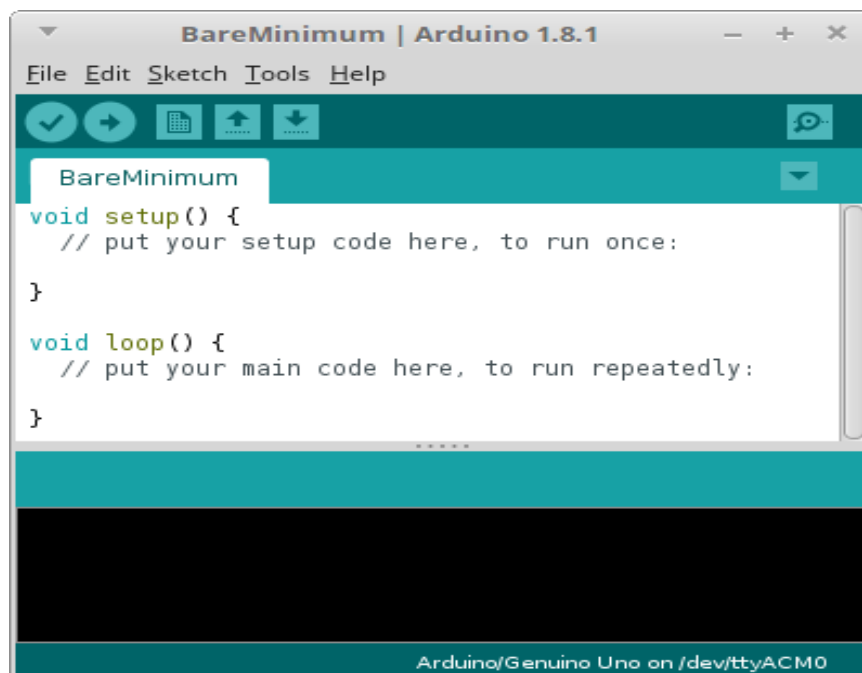 BareMinimum | Arduino 1.8.1
File Edit Sketch Tools Help
BareMinimum
void setup() {
  // put your setup code here, to run once:
}
void loop() {
  // put your main code here, to run repeatedly:
}
Arduino/Genuino Uno on /dev/ttyACM0